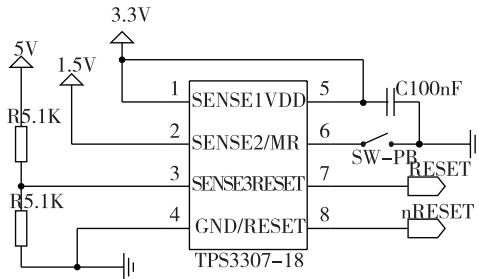 3.3V
5V
1.5V
1 SENSE1VDD 5 C100nF
R5.1K
2 SENSE2/MR 6
SW-PB
3 SENSE3RESET 7 RESET
R5.1K
4 GND/RESET 8 nRESET
TPS3307-18